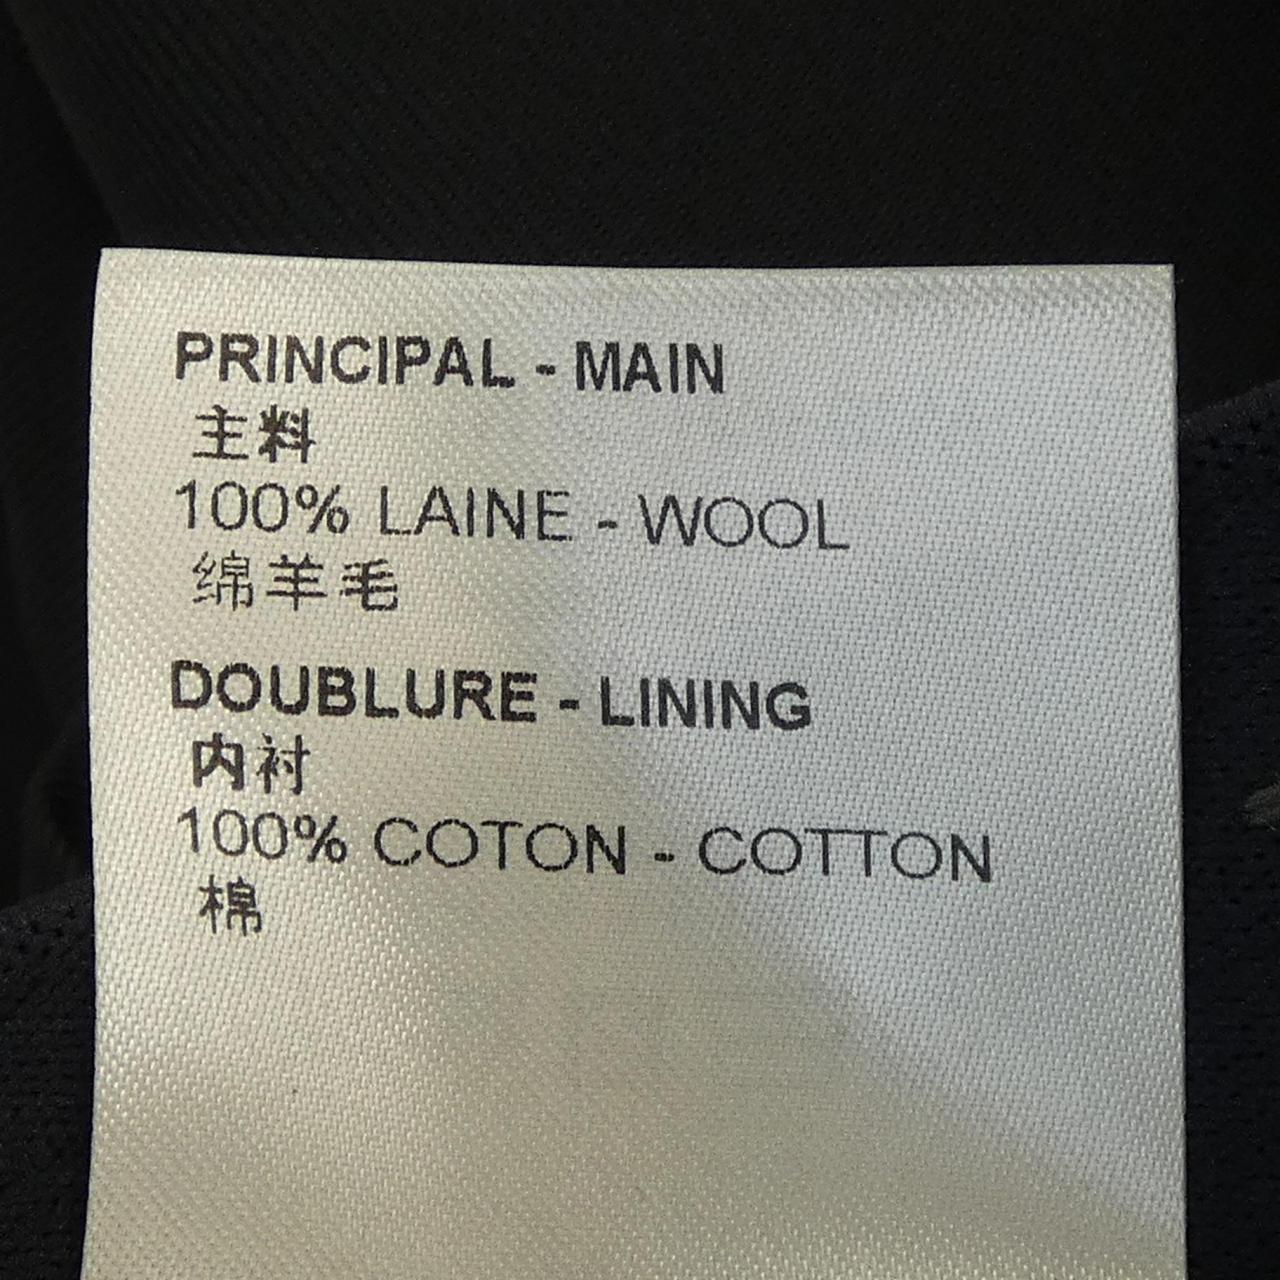 PRINCIPAL - MAIN
主料
100% LAINE - WOOL
绵羊毛
DOUBLURE - LINING
内衬
100% COTON - COTTON
棉